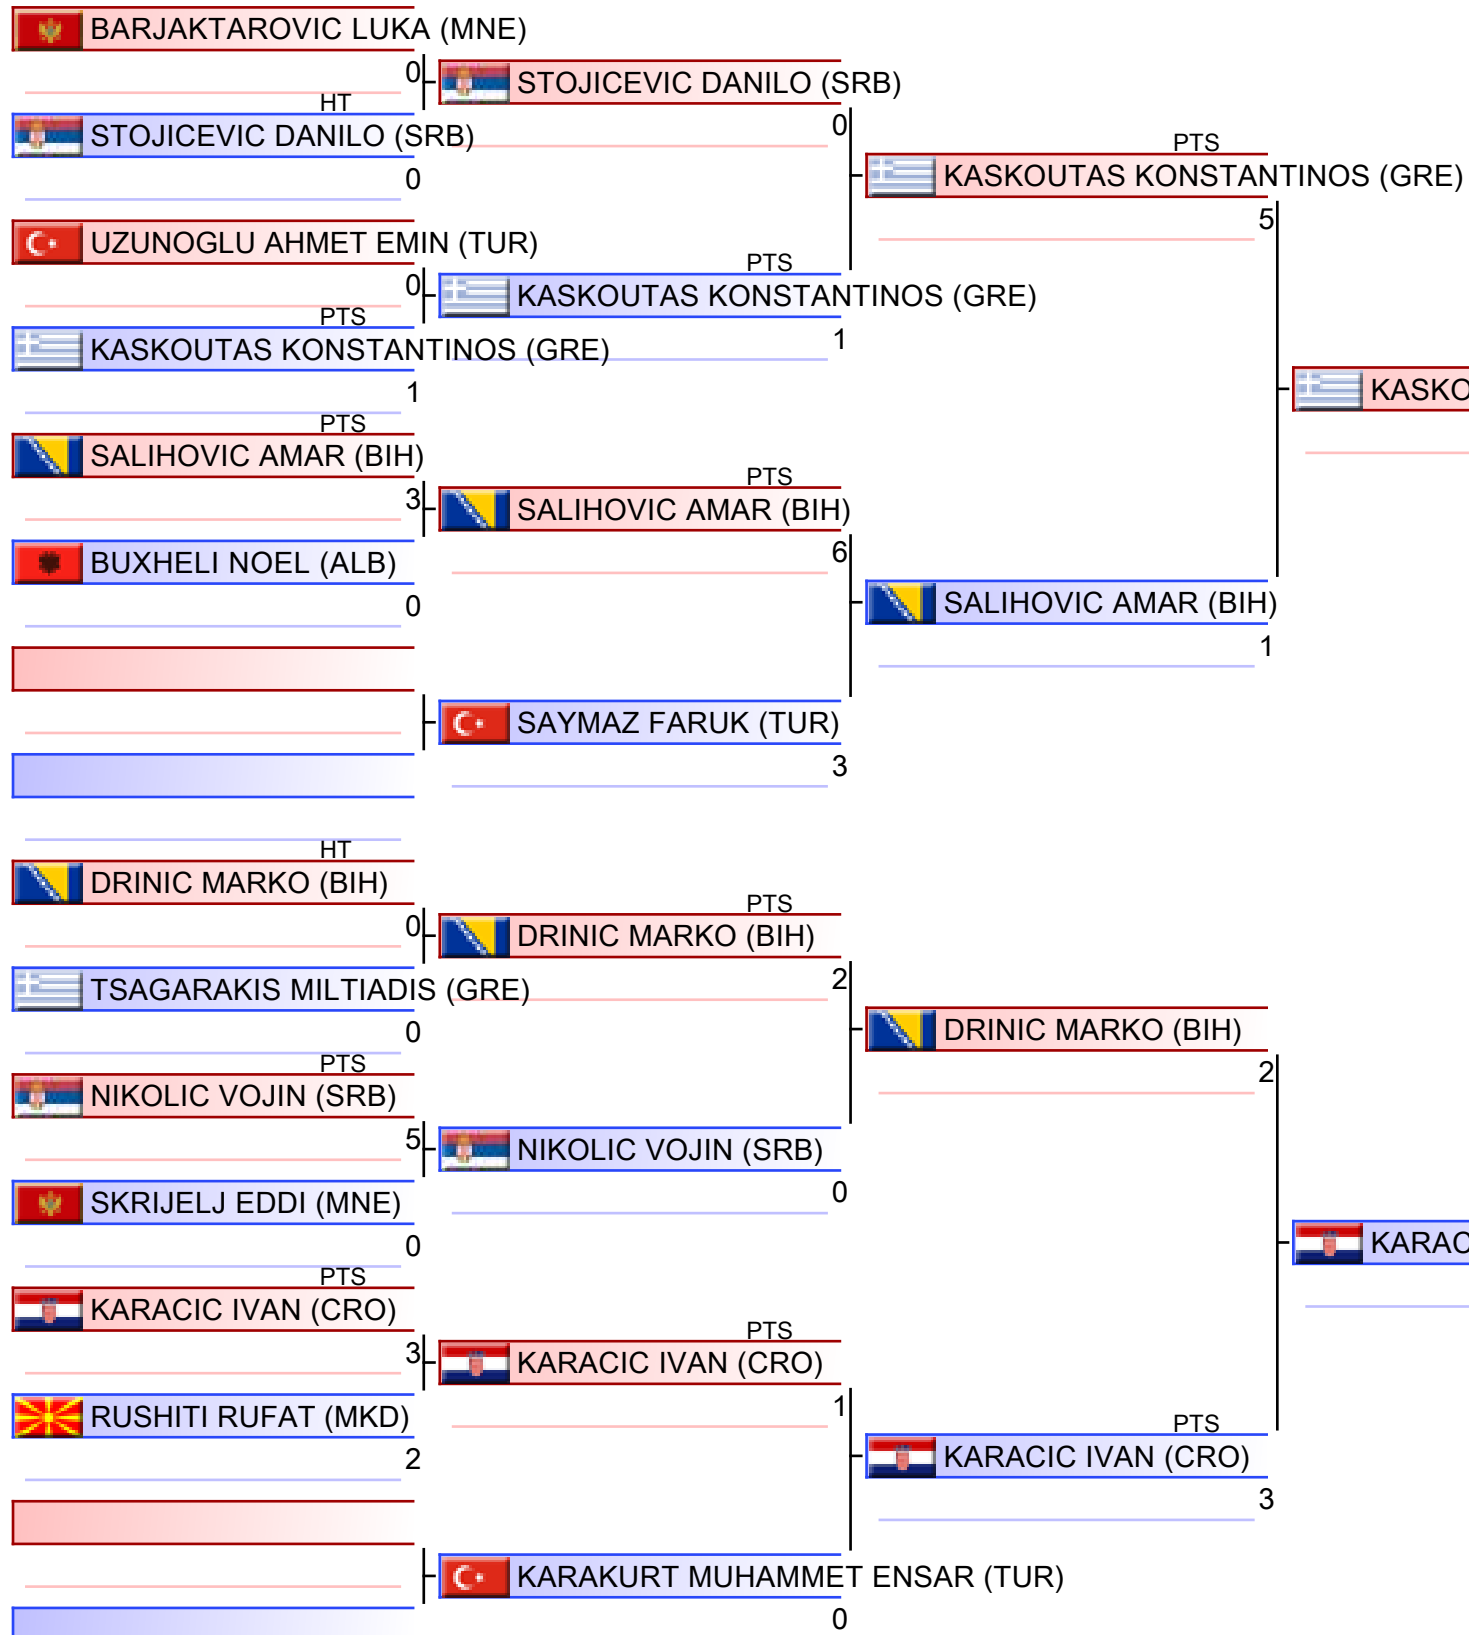 BARJAKTAROVIC LUKA (MNE)
0
HT
STOJICEVIC DANILO (SRB)
0
UZUNOGLU AHMET EMIN (TUR)
0
PTS
KASKOUTAS KONSTANTINOS (GRE)
1
PTS
SALIHOVIC AMAR (BIH)
3
BUXHELI NOEL (ALB)
0
HT
DRINIC MARKO (BIH)
0
TSAGARAKIS MILTIADIS (GRE)
0
PTS
NIKOLIC VOJIN (SRB)
5
SKRIJELJ EDDI (MNE)
0
PTS
KARACIC IVAN (CRO)
3
RUSHITI RUFAT (MKD)
2
STOJICEVIC DANILO (SRB)
0
PTS
KASKOUTAS KONSTANTINOS (GRE)
1
PTS
SALIHOVIC AMAR (BIH)
6
SAYMAZ FARUK (TUR)
3
PTS
DRINIC MARKO (BIH)
2
NIKOLIC VOJIN (SRB)
0
PTS
KARACIC IVAN (CRO)
1
KARAKURT MUHAMMET ENSAR (TUR)
0
PTS
KASKOUTAS KONSTANTINOS (GRE)
5
SALIHOVIC AMAR (BIH)
1
DRINIC MARKO (BIH)
2
PTS
KARACIC IVAN (CRO)
3
KASKO
KARAC